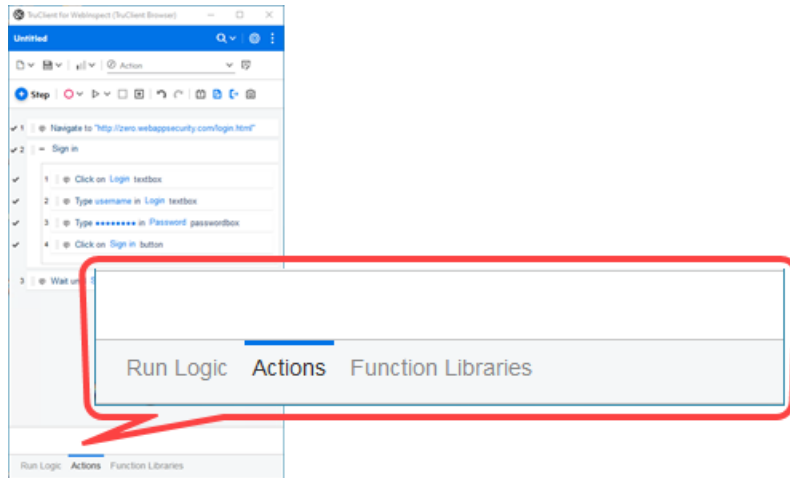 TruClient for WebInspect (TruClient Browser)
Untitled
Action
Step
1 Navigate to "http://zero.webappsecurity.com/login.html"
2 Sign in
1 Click on Login textbox
2 Type username in Login textbox
3 Type ******** in Password passwordbox
4 Click on Sign in button
3 Wait un
Run Logic Actions Function Libraries
Run Logic Actions Function Libraries